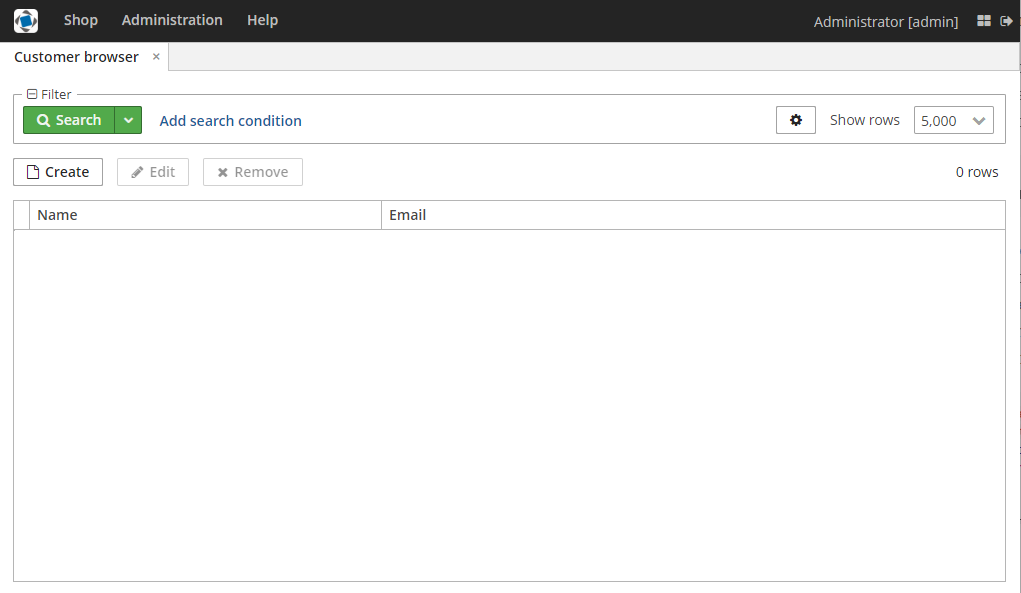 Shop Administration Help Administrator [admin]
Customer browser ×
Filter
Search Add search condition Show rows 5,000
Create Edit Remove 0 rows
Name Email